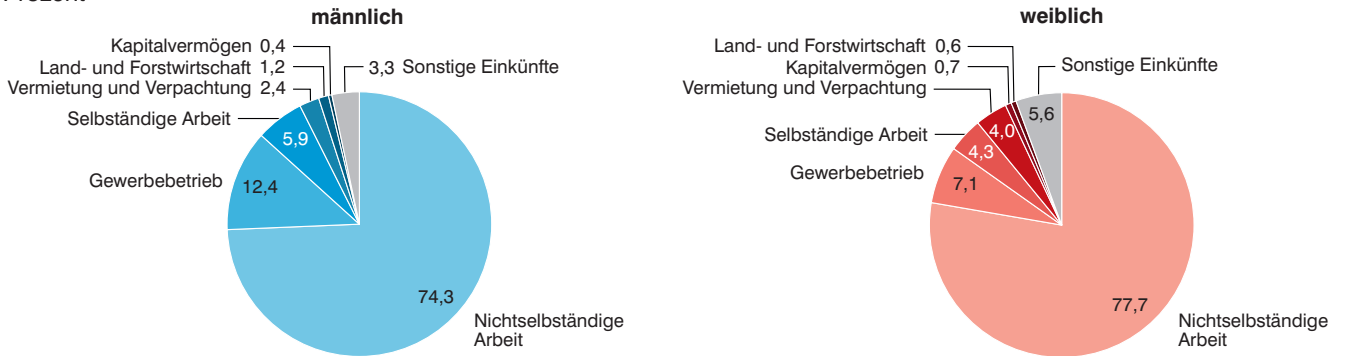 Prozent
männlich
Kapitalvermögen 0,4
Land- und Forstwirtschaft 1,2
Vermietung und Verpachtung 2,4
3,3 Sonstige Einkünfte
Selbständige Arbeit
5,9
Gewerbebetrieb
12,4
74,3
Nichtselbständige
Arbeit
weiblich
Land- und Forstwirtschaft 0,6
Kapitalvermögen 0,7
Vermietung und Verpachtung
Sonstige Einkünfte
5,6
4,0
Selbständige Arbeit
4,3
Gewerbebetrieb
7,1
77,7
Nichtselbständige
Arbeit